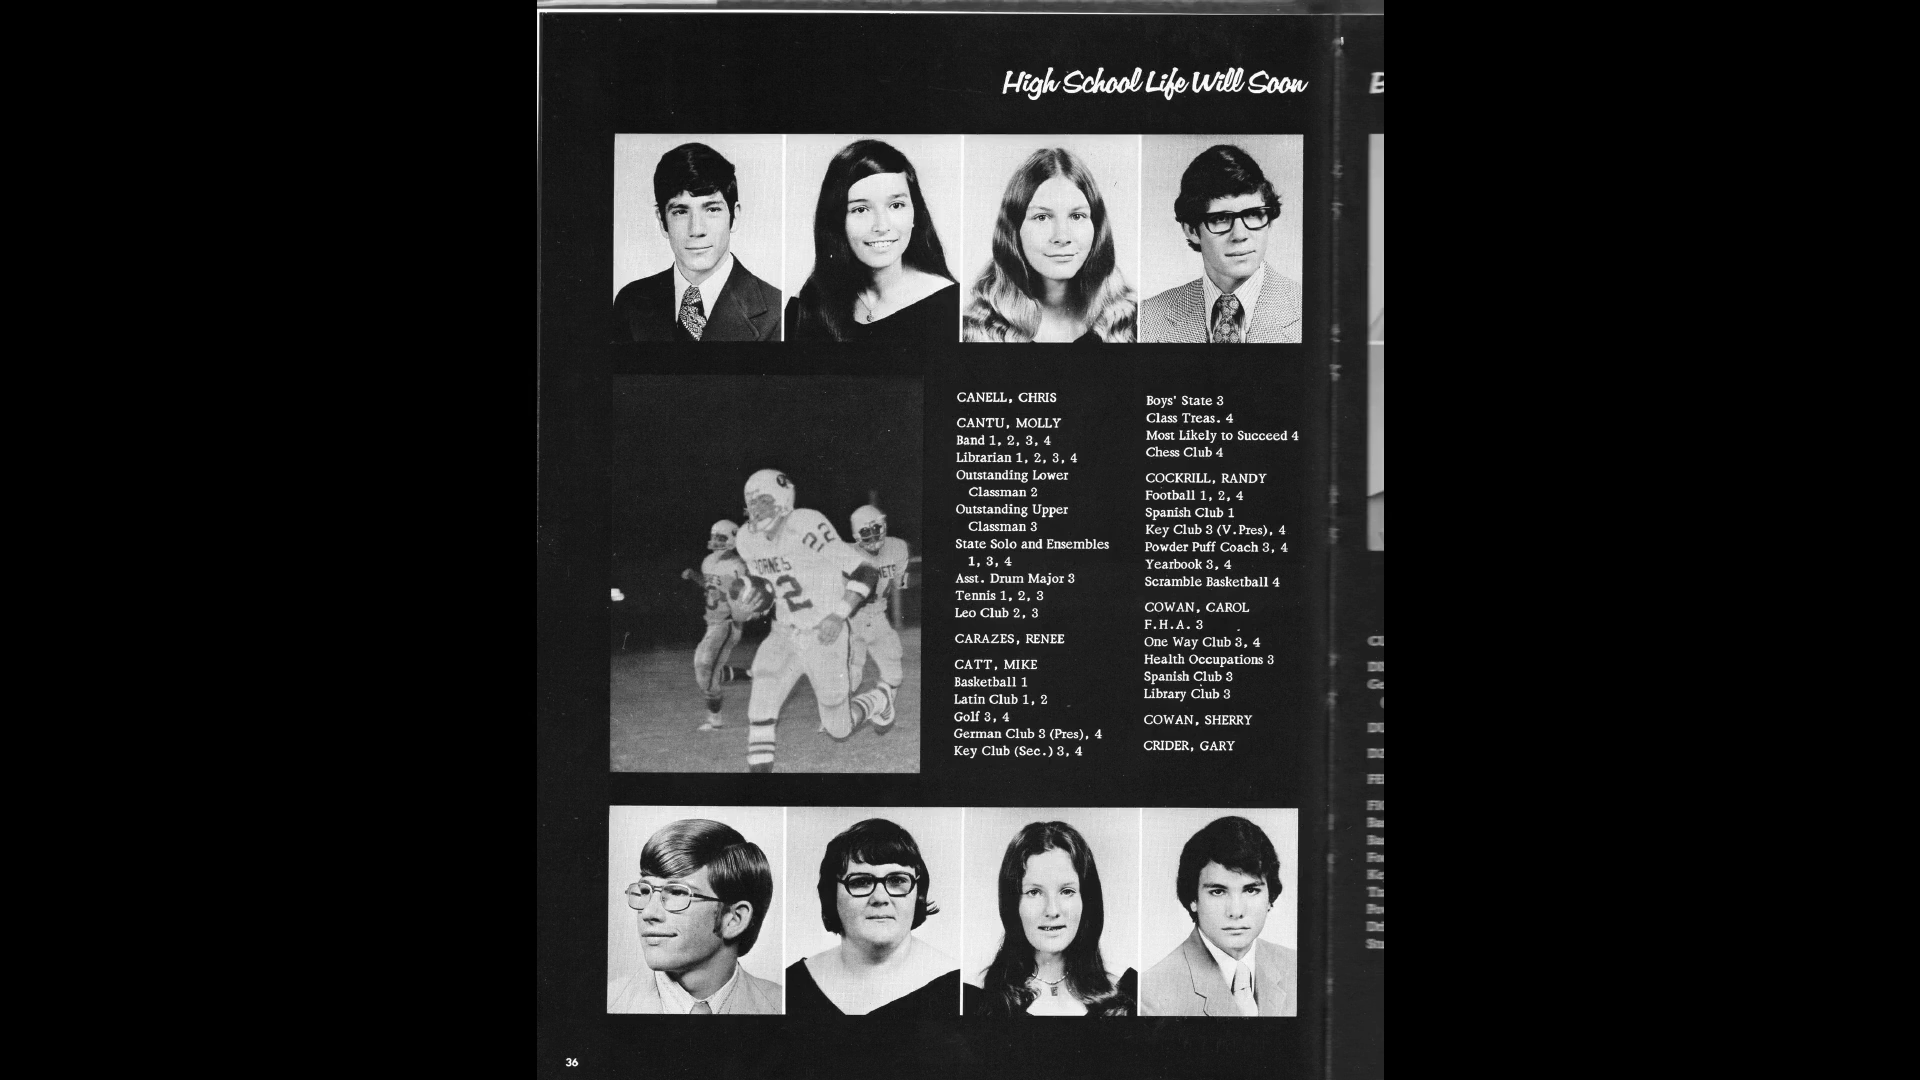 High School Life Will Soon
CANELL, CHRIS
CANTU, MOLLY
Band 1, 2, 3, 4
Librarian 1, 2, 3, 4
Outstanding Lower
Classman 2
Outstanding Upper
Classman 3
State Solo and Ensembles
1, 3, 4
Asst. Drum Major 3
Tennis 1, 2, 3
Leo Club 2, 3
CARAZES, RENEE
CATT, MIKE
Basketball 1
Latin Club 1, 2
Golf 3, 4
German Club 3 (Pres), 4
Key Club (Sec.) 3, 4
Boys' State 3
Class Treas. 4
Most Likely to Succeed 4
Chess Club 4
COCKRILL, RANDY
Football 1, 2, 4
Spanish Club 1
Key Club 3 (V.Pres), 4
Powder Puff Coach 3, 4
Yearbook 3, 4
Scramble Basketball 4
COWAN, CAROL
F.H.A. 3
One Way Club 3, 4
Health Occupations 3
Spanish Club 3
Library Club 3
COWAN, SHERRY
CRIDER, GARY
22
36